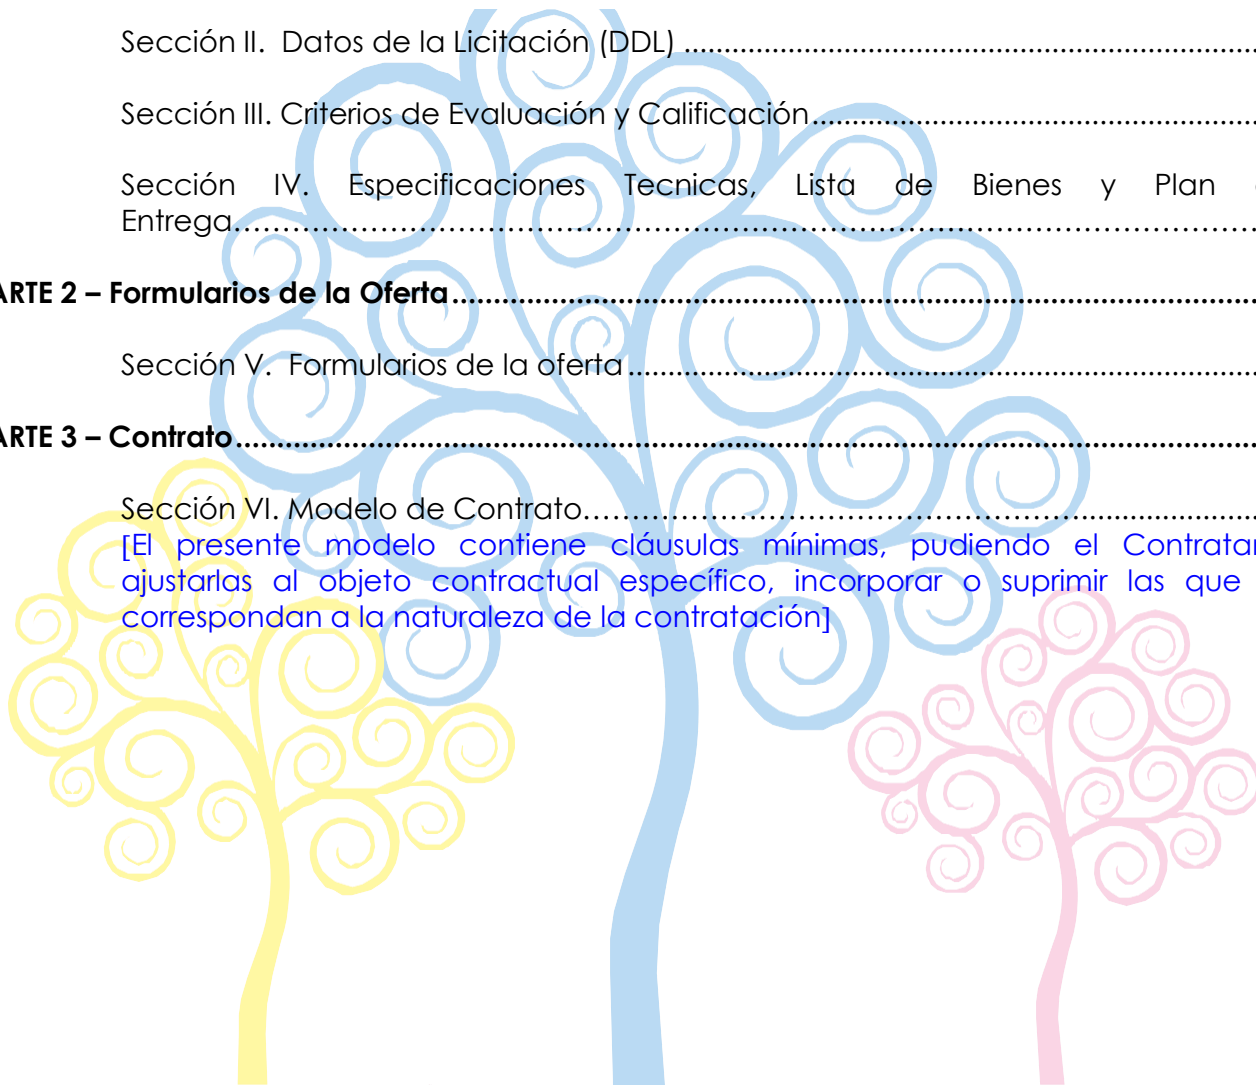 Sección II. Datos de la Licitación (DDL) ................................................................
Sección III. Criterios de Evaluación y Calificación................................................
Sección IV. Especificaciones Tecnicas, Lista de Bienes y Plan
Entrega……………………………………………………………………………………
ARTE 2 – Formularios de la Oferta................................................................
Sección V. Formularios de la oferta ................................................................
ARTE 3 – Contrato................................................................
Sección VI. Modelo de Contrato……………………………………………................
[El presente modelo contiene cláusulas mínimas, pudiendo el Contratan
ajustarlas al objeto contractual específico, incorporar o suprimir las que
correspondan a la naturaleza de la contratación]